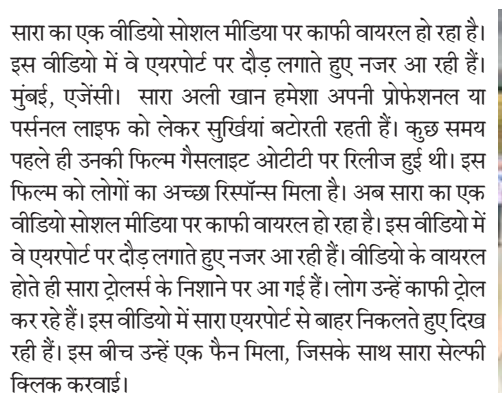 सारा का एक वीडियो सोशल मीडिया पर काफी वायरल हो रहा है।
इस वीडियो में वे एयरपोर्ट पर दौड़ लगाते हुए नजर आ रही हैं।
मुंबई, एजेंसी। सारा अली खान हमेशा अपनी प्रोफेशनल या
पर्सनल लाइफ को लेकर सुर्खियां बटोरती रहती हैं। कुछ समय
पहले ही उनकी फिल्म गैसलाइट ओटीटी पर रिलीज हुई थी। इस
फिल्म को लोगों का अच्छा रिस्पॉन्स मिला है। अब सारा का एक
वीडियो सोशल मीडिया पर काफी वायरल हो रहा है। इस वीडियो में
वे एयरपोर्ट पर दौड़ लगाते हुए नजर आ रही हैं। वीडियो के वायरल
होते ही सारा ट्रोलर्स के निशाने पर आ गई हैं। लोग उन्हें काफी ट्रोल
कर रहे हैं। इस वीडियो में सारा एयरपोर्ट से बाहर निकलते हुए दिख
रही हैं। इस बीच उन्हें एक फैन मिला, जिसके साथ सारा सेल्फी
क्लिक करवाई।